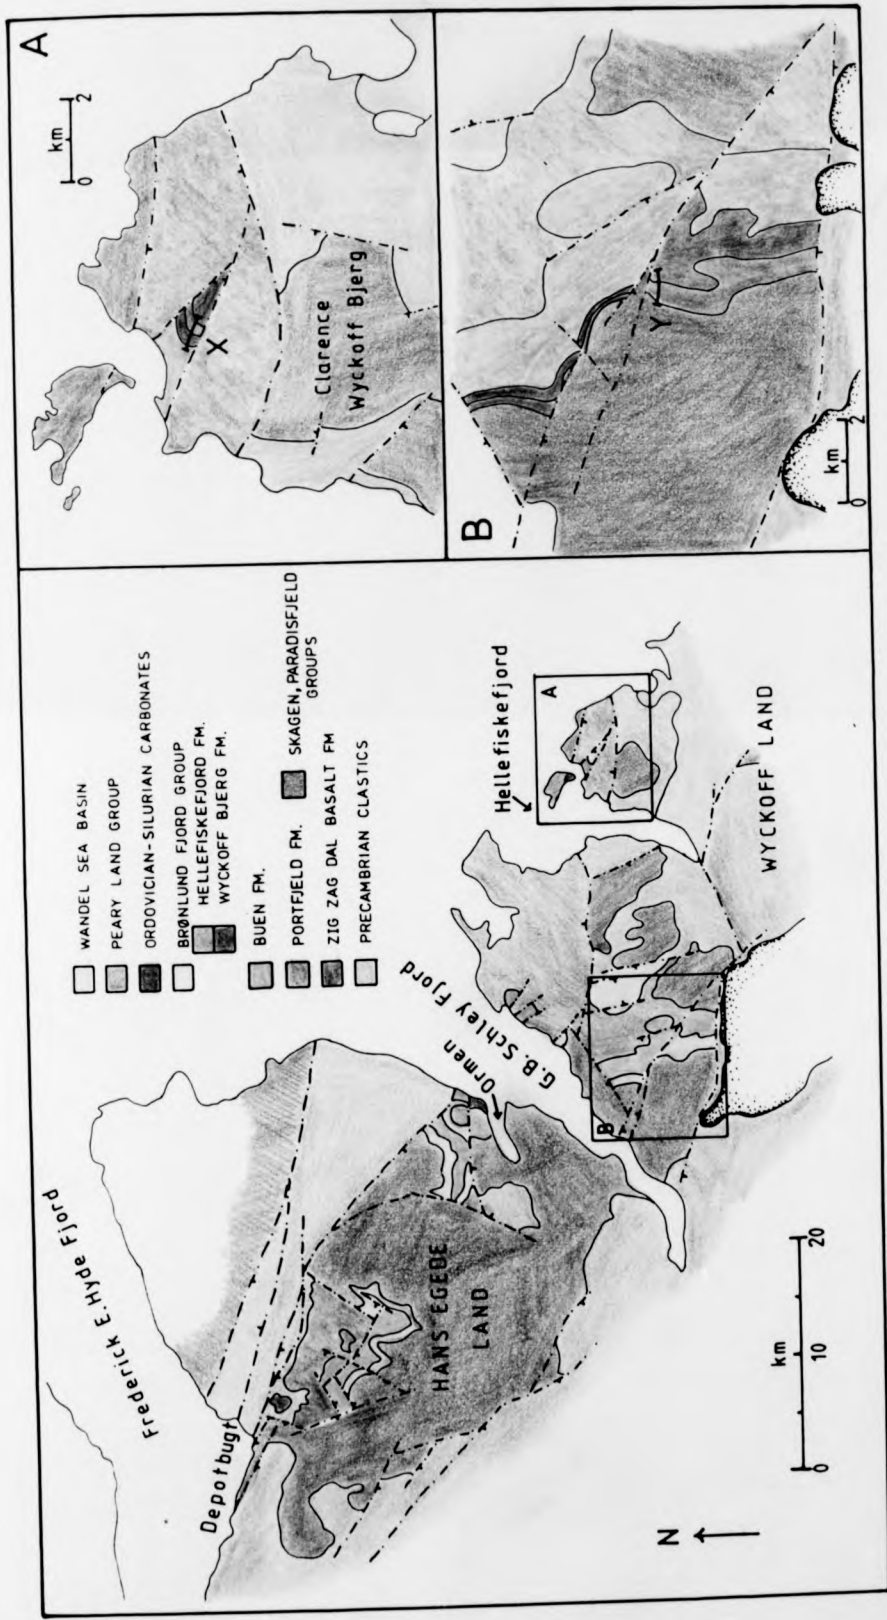 WANDEL SEA BASIN
PEARY LAND GROUP
ORDOVICIAN-SILURIAN CARBONATES
BRØNLUND FJORD GROUP
HELLEFISKEFJORD FM.
WYCKOFF BJERG FM.
BUEN FM.
PORTFJELD FM.
SKAGEN, PARADISFJELD
GROUPS
ZIG ZAG DAL BASALT FM
PRECAMBRIAN CLASTICS
Frederick E. Hyde Fjord
Depotbugt
HANS EGEDE
LAND
G.B. Schley Fjord
Ormen
Hellefiskefjord
A
B
WYCKOFF LAND
N
km
0 10 20
A
km
0 2
X
Clarence
Wyckoff Bjerg
B
Y
km
0 2